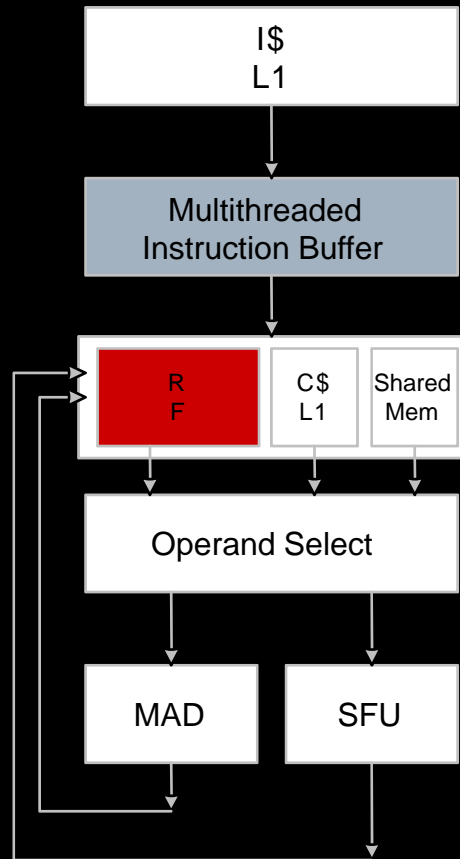 I$
L1
Multithreaded
Instruction Buffer
R
F
C$
L1
Shared
Mem
Operand Select
MAD
SFU